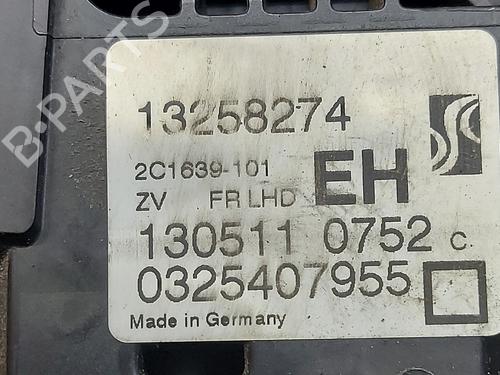 B-PARTS
13258274
2C1639-101
EH
ZV FR LHD
130511 0752 C
0325407955
Made in Germany